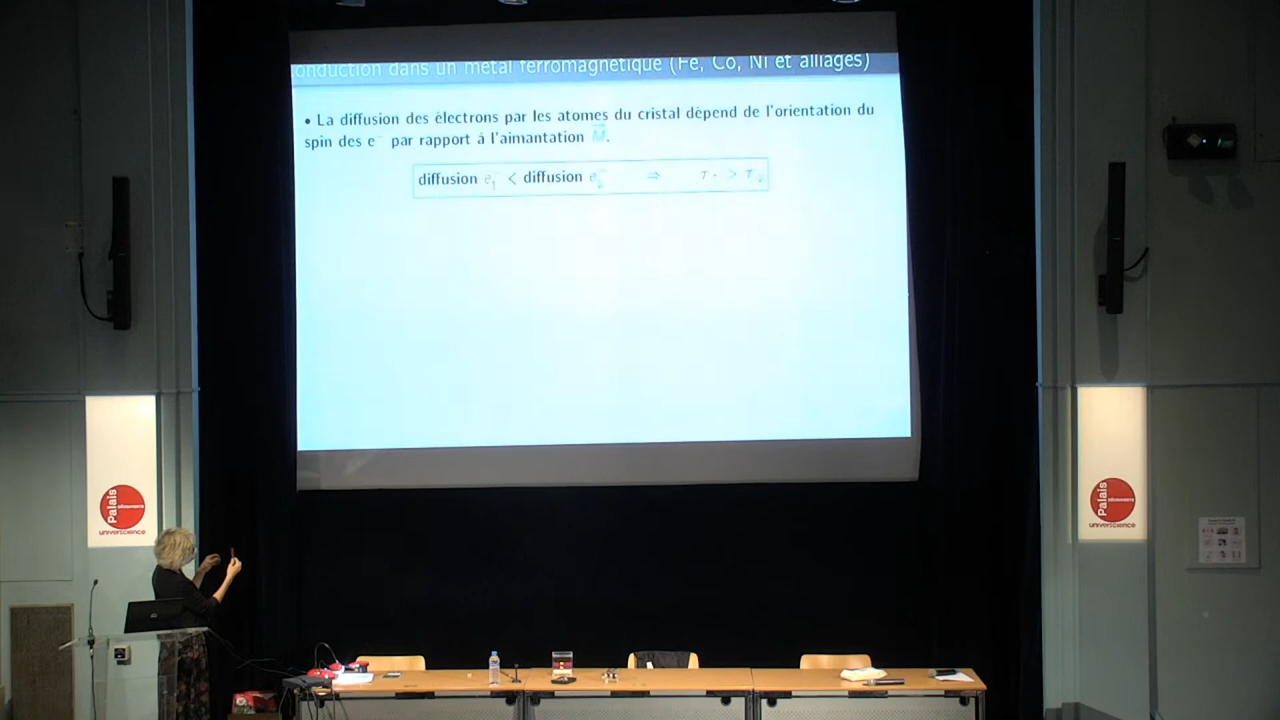 onduction dans un métal ferromagnétique (Fe, Co, Ni et alliages)
• La diffusion des électrons par les atomes du cristal dépend de l'orientation du
spin des e⁻ par rapport à l'aimantation M.
diffusion e↑ < diffusion e↓ ⇒ τ↑ > τ↓
Palais
DÉCOUVERTE
universcience
Palais
DÉCOUVERTE
universcience